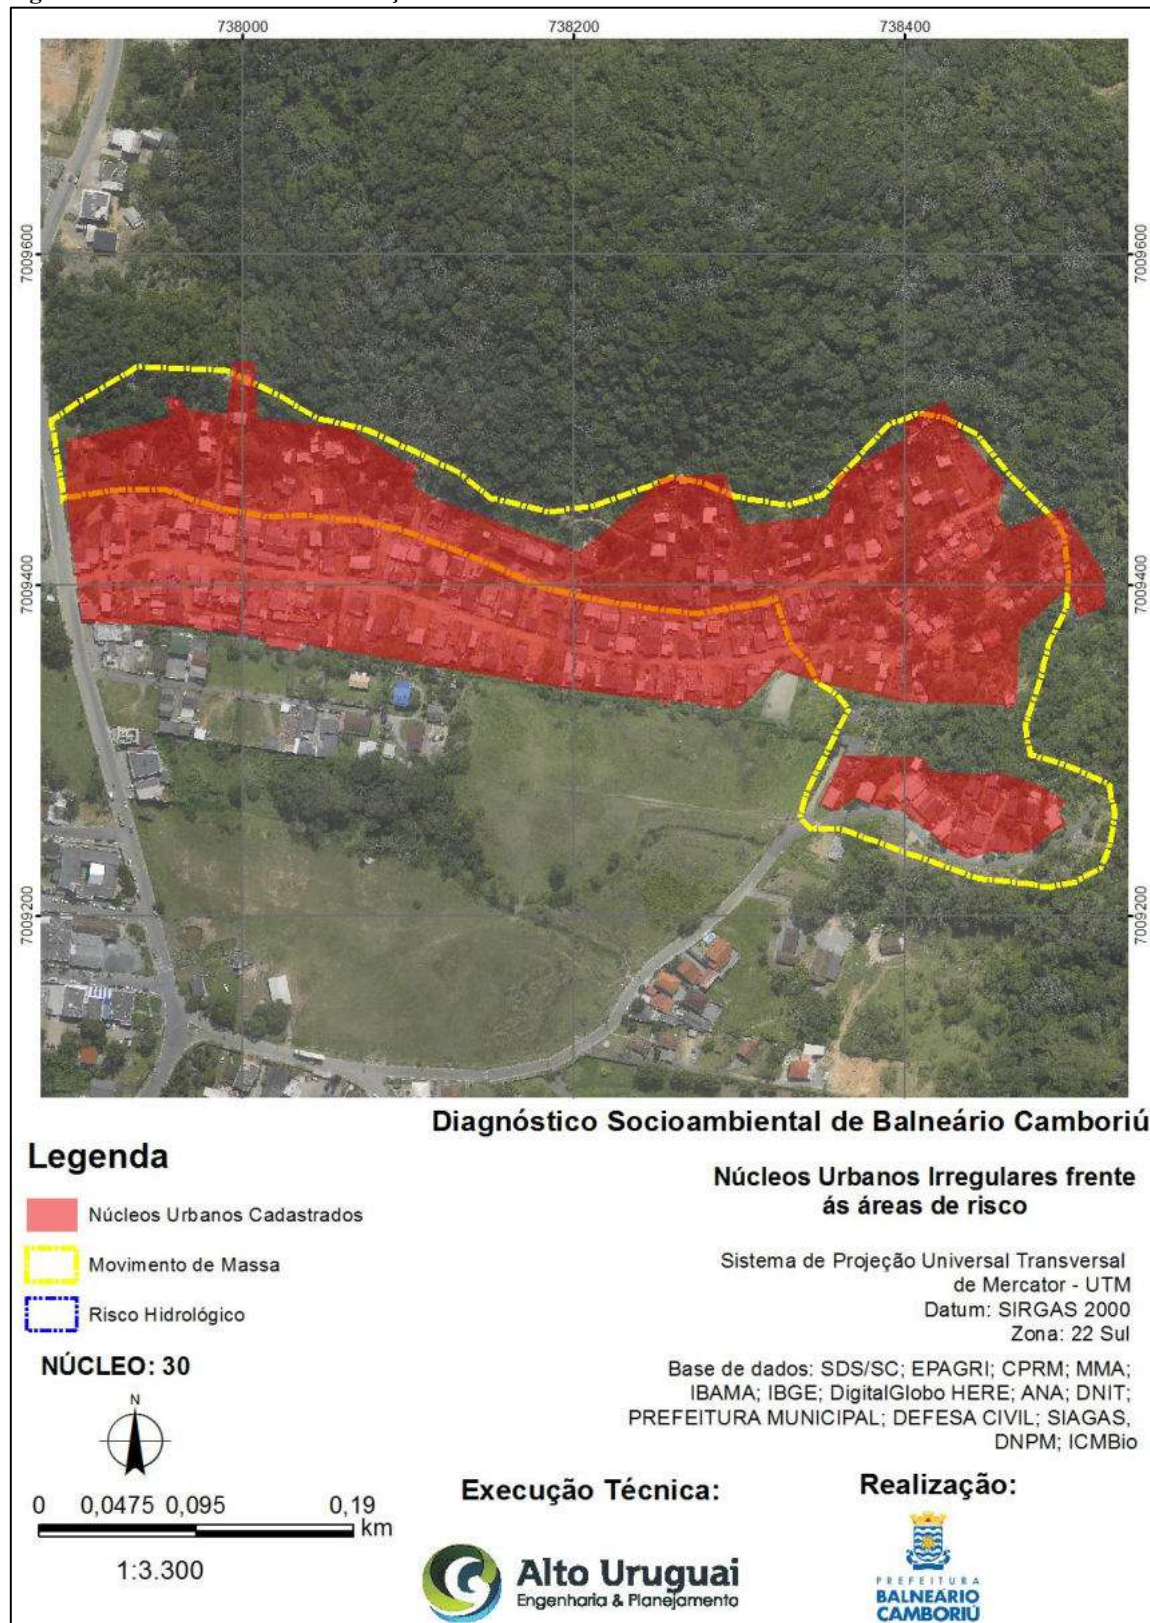 738000
738200
738400
7009600
7009600
7009400
7009400
7009200
7009200
Diagnóstico Socioambiental de Balneário Camboriú
Legenda
Núcleos Urbanos Cadastrados
Movimento de Massa
Risco Hidrológico
NÚCLEO: 30
N
0 0,0475 0,095 0,19
km
1:3.300
Núcleos Urbanos Irregulares frente
ás áreas de risco
Sistema de Projeção Universal Transversal
de Mercator - UTM
Datum: SIRGAS 2000
Zona: 22 Sul
Base de dados: SDS/SC; EPAGRI; CPRM; MMA;
IBAMA; IBGE; DigitalGlobo HERE; ANA; DNIT;
PREFEITURA MUNICIPAL; DEFESA CIVIL; SIAGAS,
DNPM; ICMBio
Execução Técnica:
Alto Uruguai
Engenharia & Planejamento
Realização:
PREFEITURA
BALNEÁRIO
CAMBORIÚ